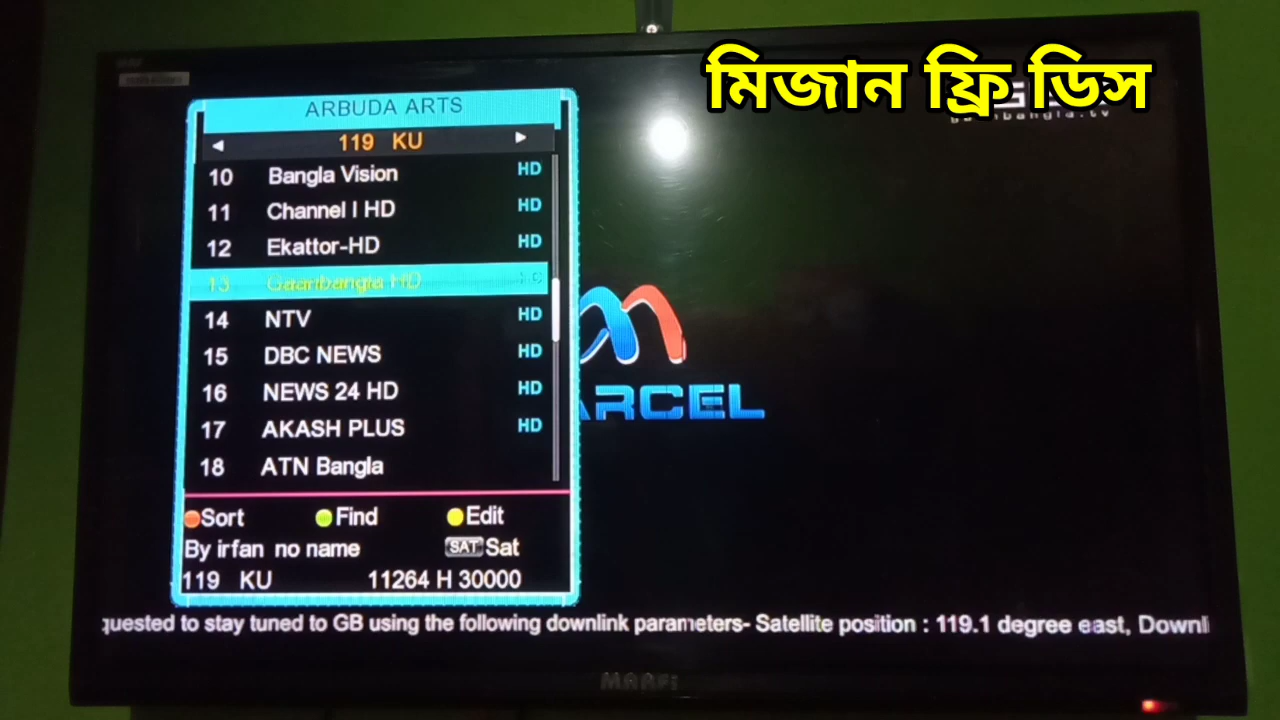 মিজান ফ্রি ডিস
ARBUDA ARTS
119 KU
10 Bangla Vision HD
11 Channel I HD HD
12 Ekattor-HD HD
13 Gaanbangla HD HD
14 NTV HD
15 DBC NEWS HD
16 NEWS 24 HD HD
17 AKASH PLUS HD
18 ATN Bangla
Sort Find Edit
By irfan no name SAT Sat
119 KU 11264 H 30000
ARCEL
quested to stay tuned to GB using the following downlink parameters- Satellite position : 119.1 degree east, Downli